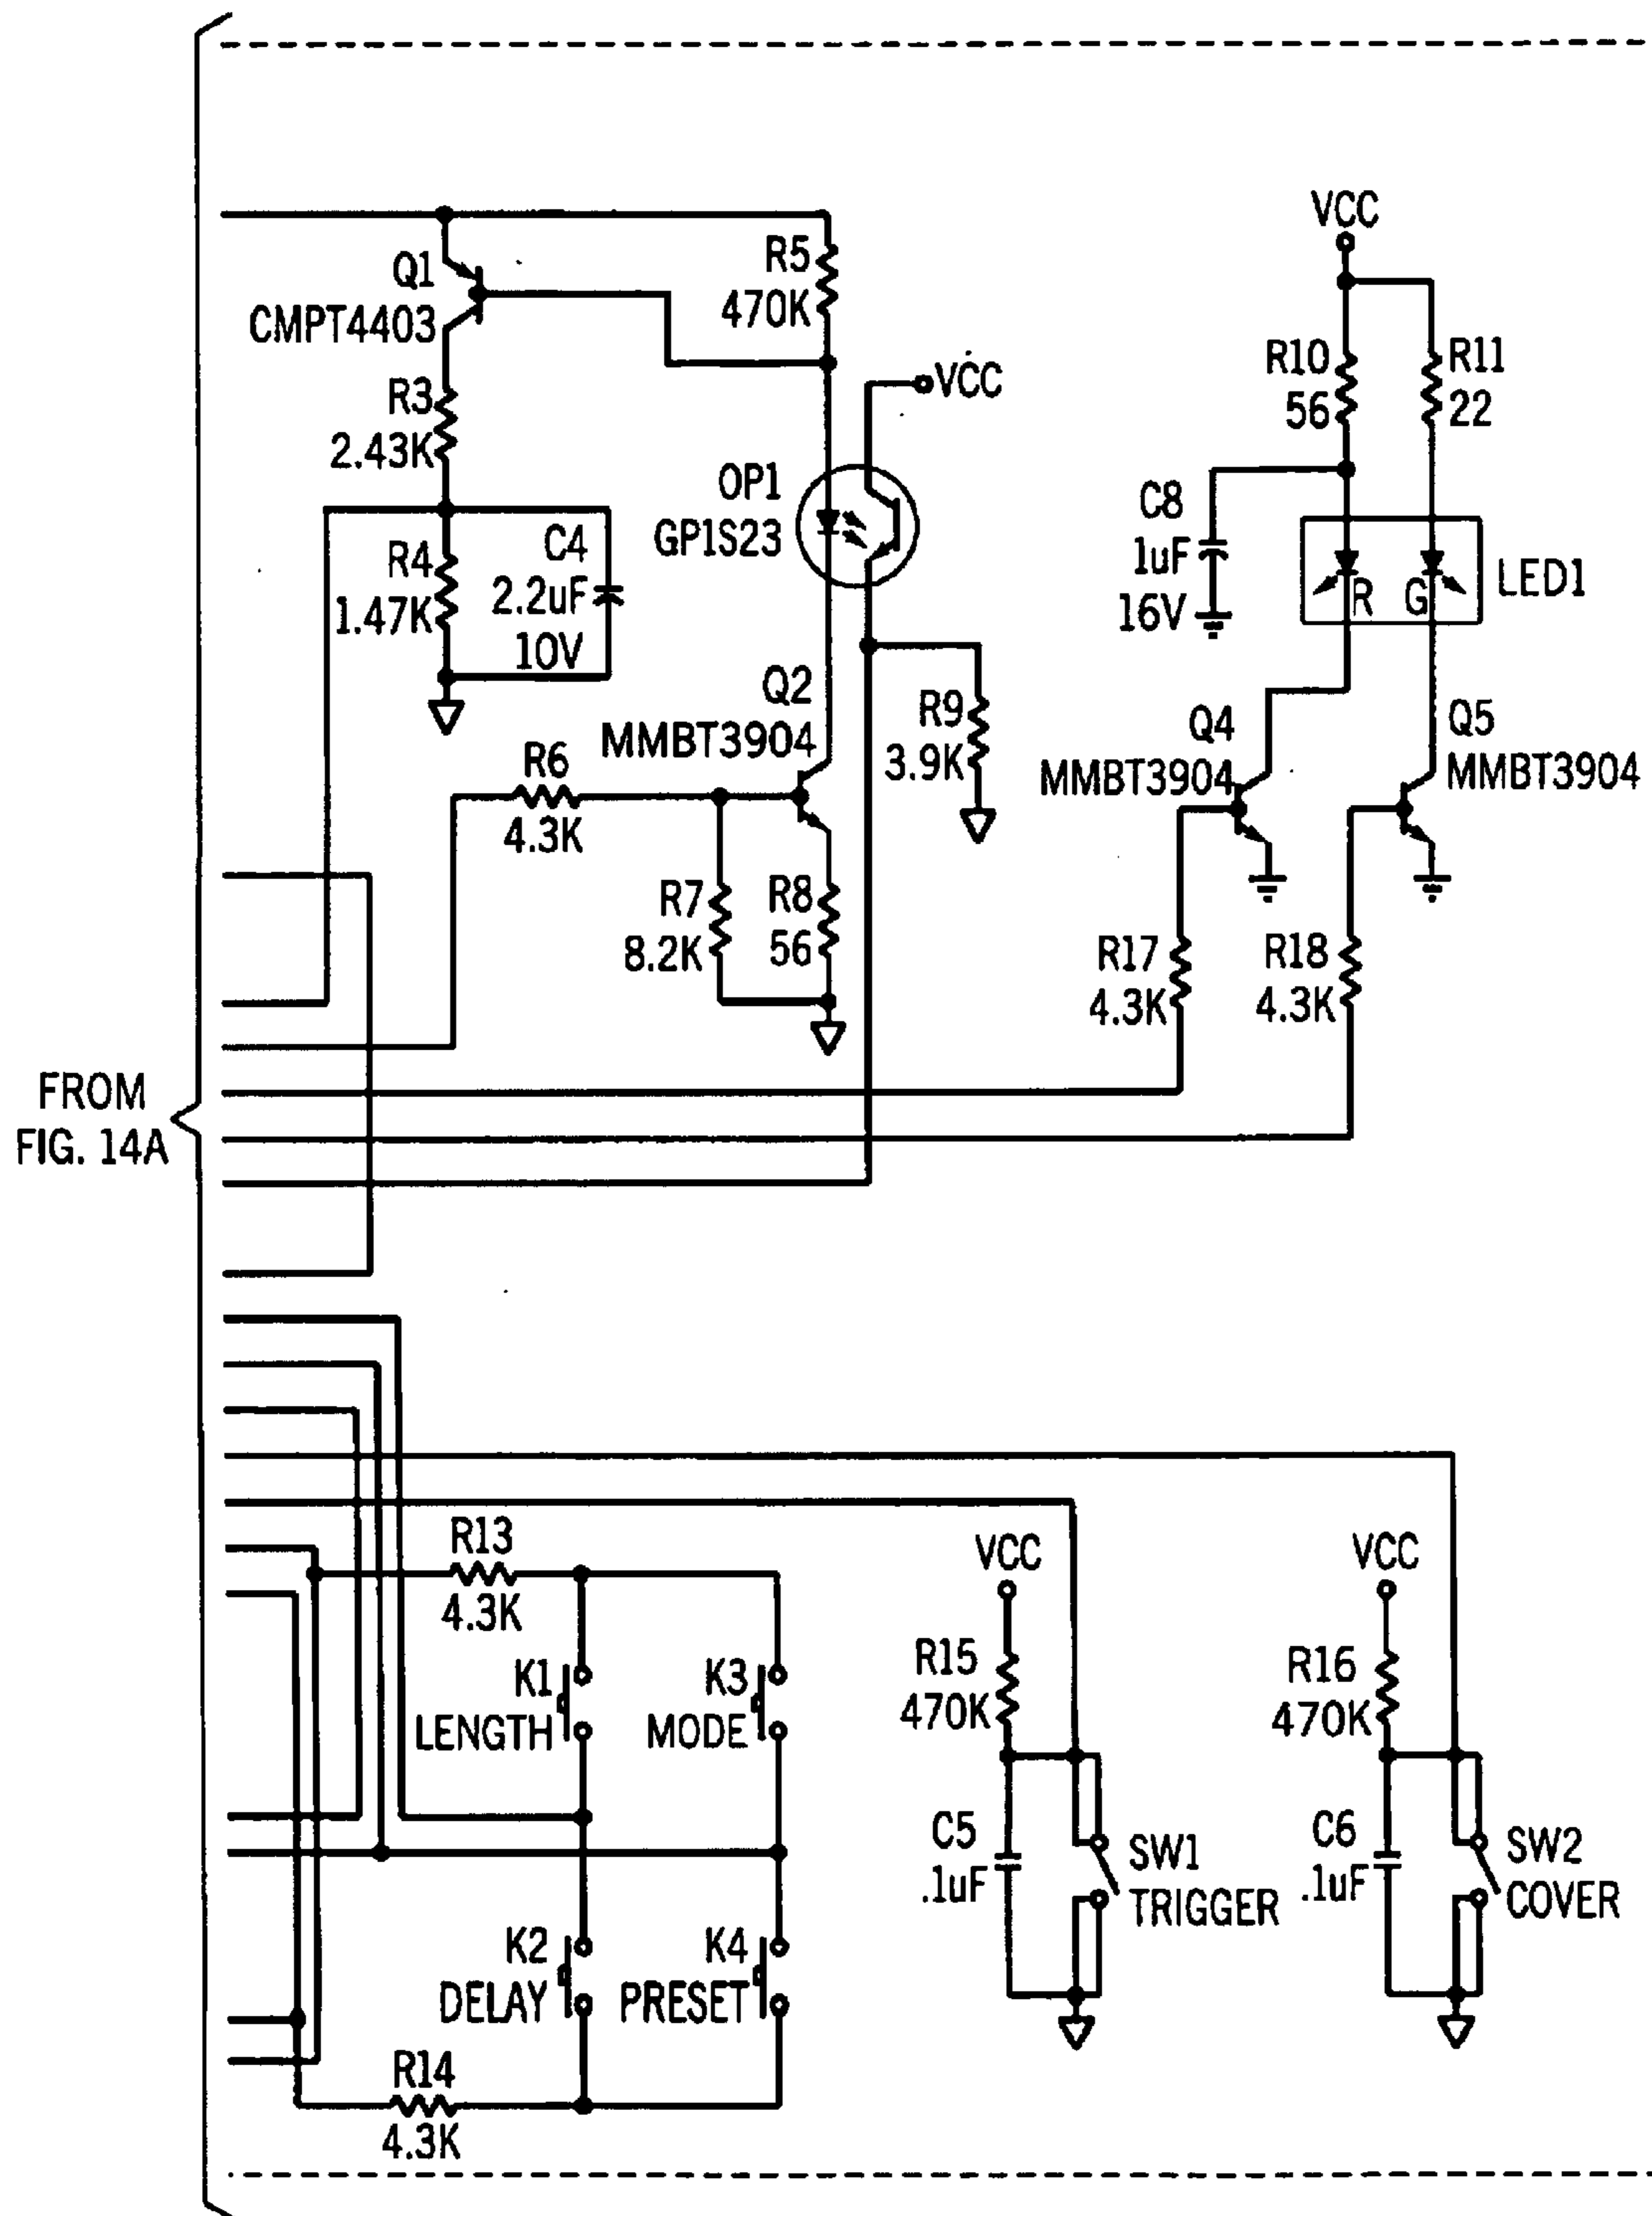 VCC
Q1
CMPT4403
R5
470K
R3
2.43K
VCC
R10
56
R11
22
OP1
GP1S23
C8
1uF
16V
LED1
R
G
R4
1.47K
C4
2.2uF
10V
Q2
MMBT3904
R9
3.9K
Q4
MMBT3904
Q5
MMBT3904
R6
4.3K
R7
8.2K
R8
56
R17
4.3K
R18
4.3K
FROM
FIG. 14A
R13
4.3K
VCC
VCC
K1
LENGTH
K3
MODE
R15
470K
R16
470K
C5
.1uF
SW1
TRIGGER
C6
.1uF
SW2
COVER
K2
DELAY
K4
PRESET
R14
4.3K